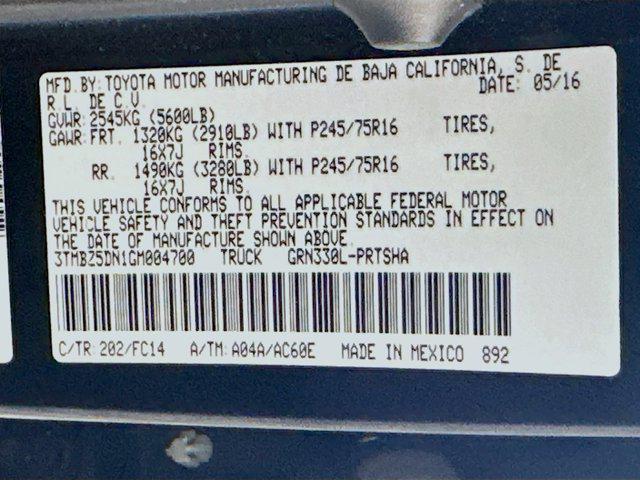 MFD.BY:TOYOTA MOTOR MANUFACTURING DE BAJA CALIFORNIA, S. DE
R.L. DE C.V. DATE: 05/16
GVWR:2545KG (5600LB)
GAWR:FRT. 1320KG (2910LB) WITH P245/75R16 TIRES,
16X7J RIMS.
RR. 1490KG (3280LB) WITH P245/75R16 TIRES,
16X7J RIMS.
THIS VEHICLE CONFORMS TO ALL APPLICABLE FEDERAL MOTOR
VEHICLE SAFETY AND THEFT PREVENTION STANDARDS IN EFFECT ON
THE DATE OF MANUFACTURE SHOWN ABOVE.
3TMBZ5DN1GM004700 TRUCK GRN330L-PRTSHA
C/TR:202/FC14 A/TM:A04A/AC60E MADE IN MEXICO 892